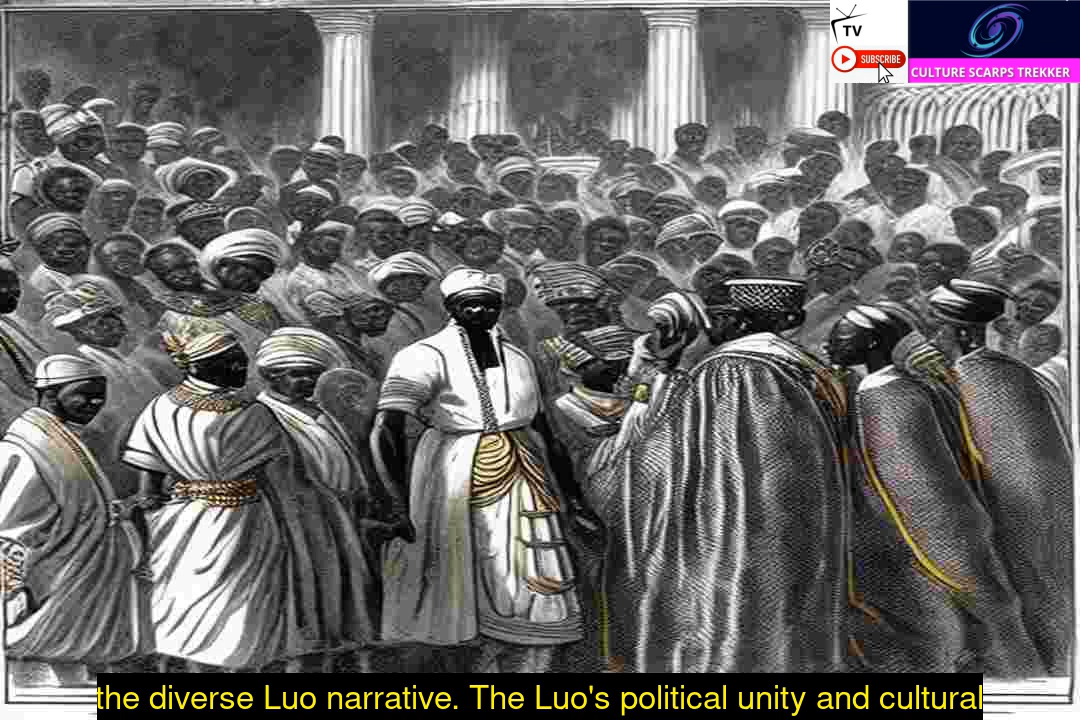 TV
SUBSCRIBE
CULTURE SCARPS TREKKER
the diverse Luo narrative. The Luo's political unity and cultural